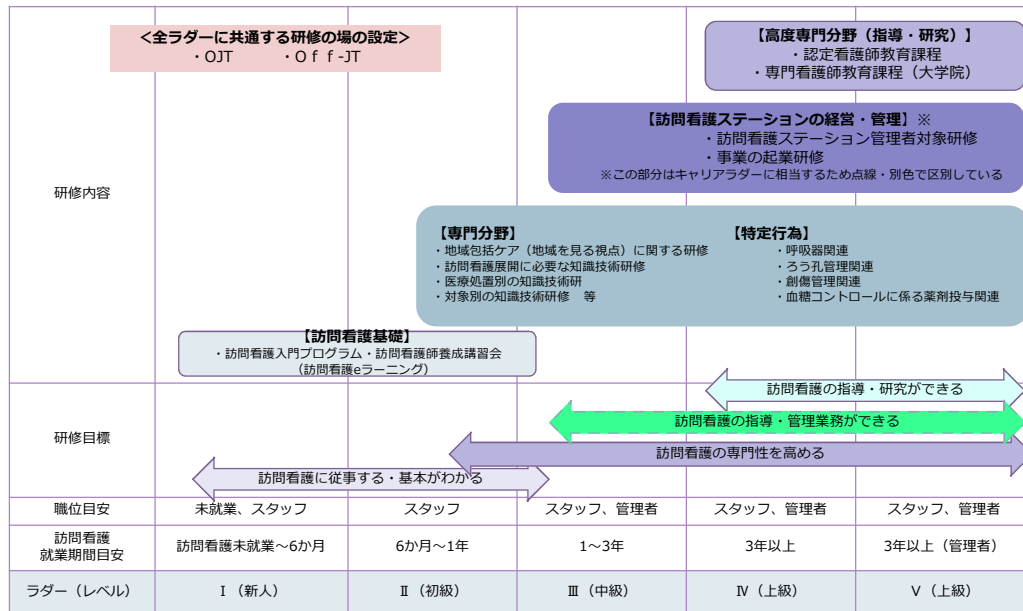 <全ラダーに共通する研修の場の設定>
・OJT　　・Off-JT
【高度専門分野（指導・研究）】
・認定看護師教育課程
・専門看護師教育課程（大学院）
【訪問看護ステーションの経営・管理】※
・訪問看護ステーション管理者対象研修
・事業の起業研修
※この部分はキャリアラダーに相当するため点線・別色で区別している
研修内容
【専門分野】
・地域包括ケア（地域を見る視点）に関する研修
・訪問看護展開に必要な知識技術研修
・医療処置別の知識技術研
・対象別の知識技術研修　等
【特定行為】
・呼吸器関連
・ろう孔管理関連
・創傷管理関連
・血糖コントロールに係る薬剤投与関連
【訪問看護基礎】
・訪問看護入門プログラム・訪問看護師養成講習会
（訪問看護eラーニング）
研修目標
訪問看護の指導・研究ができる
訪問看護の指導・管理業務ができる
訪問看護の専門性を高める
訪問看護に従事する・基本がわかる
職位目安　未就業、スタッフ　スタッフ　スタッフ、管理者　スタッフ、管理者　スタッフ、管理者
訪問看護
就業期間目安　訪問看護未就業～6か月　6か月～1年　1～3年　3年以上　3年以上（管理者）
ラダー（レベル）　Ⅰ（新人）　Ⅱ（初級）　Ⅲ（中級）　Ⅳ（上級）　Ⅴ（上級）